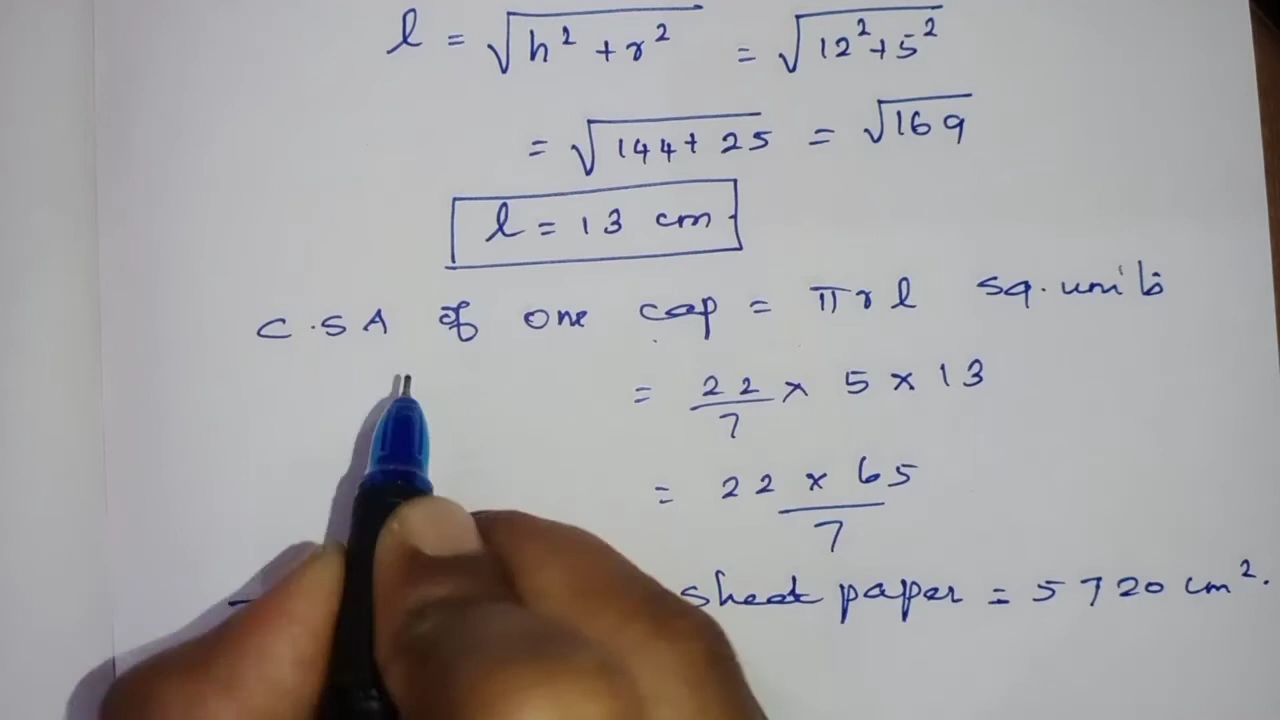 l = √h² + r² = √12² + 5²
= √144 + 25 = √169
l = 13 cm
C.S.A of one cap = πrl sq. units
= 22/7 × 5 × 13
= 22 × 65/7
sheet paper = 5720 cm².